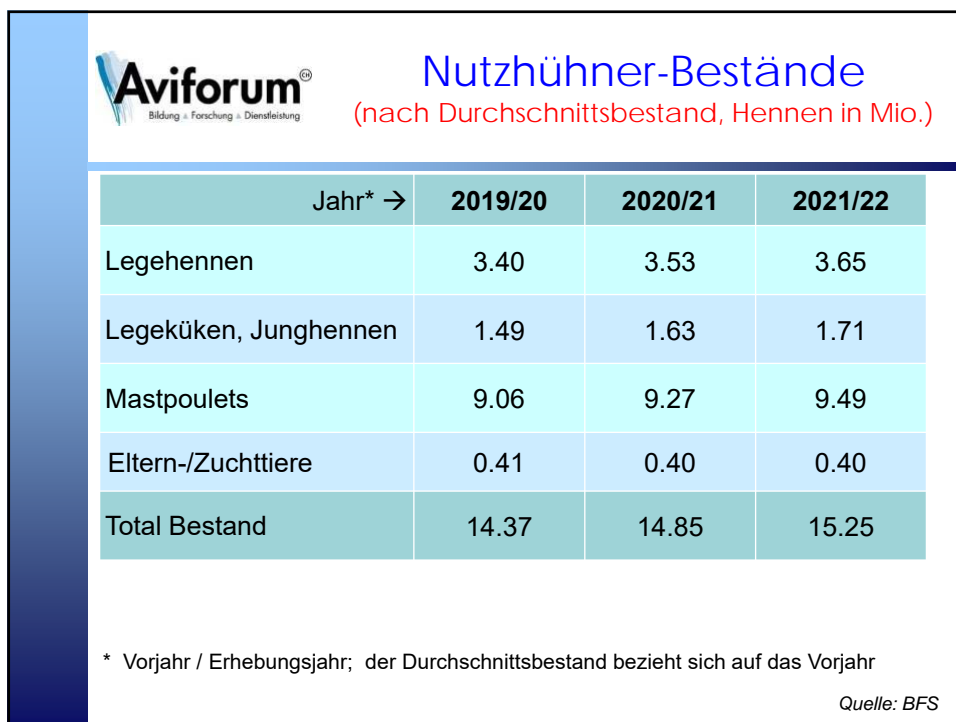 Aviforum® CH
Bildung ▲ Forschung ▲ Dienstleistung
Nutzhühner-Bestände
(nach Durchschnittsbestand, Hennen in Mio.)
Jahr* → 2019/20 2020/21 2021/22
Legehennen 3.40 3.53 3.65
Legeküken, Junghennen 1.49 1.63 1.71
Mastpoulets 9.06 9.27 9.49
Eltern-/Zuchttiere 0.41 0.40 0.40
Total Bestand 14.37 14.85 15.25
* Vorjahr / Erhebungsjahr; der Durchschnittsbestand bezieht sich auf das Vorjahr
Quelle: BFS